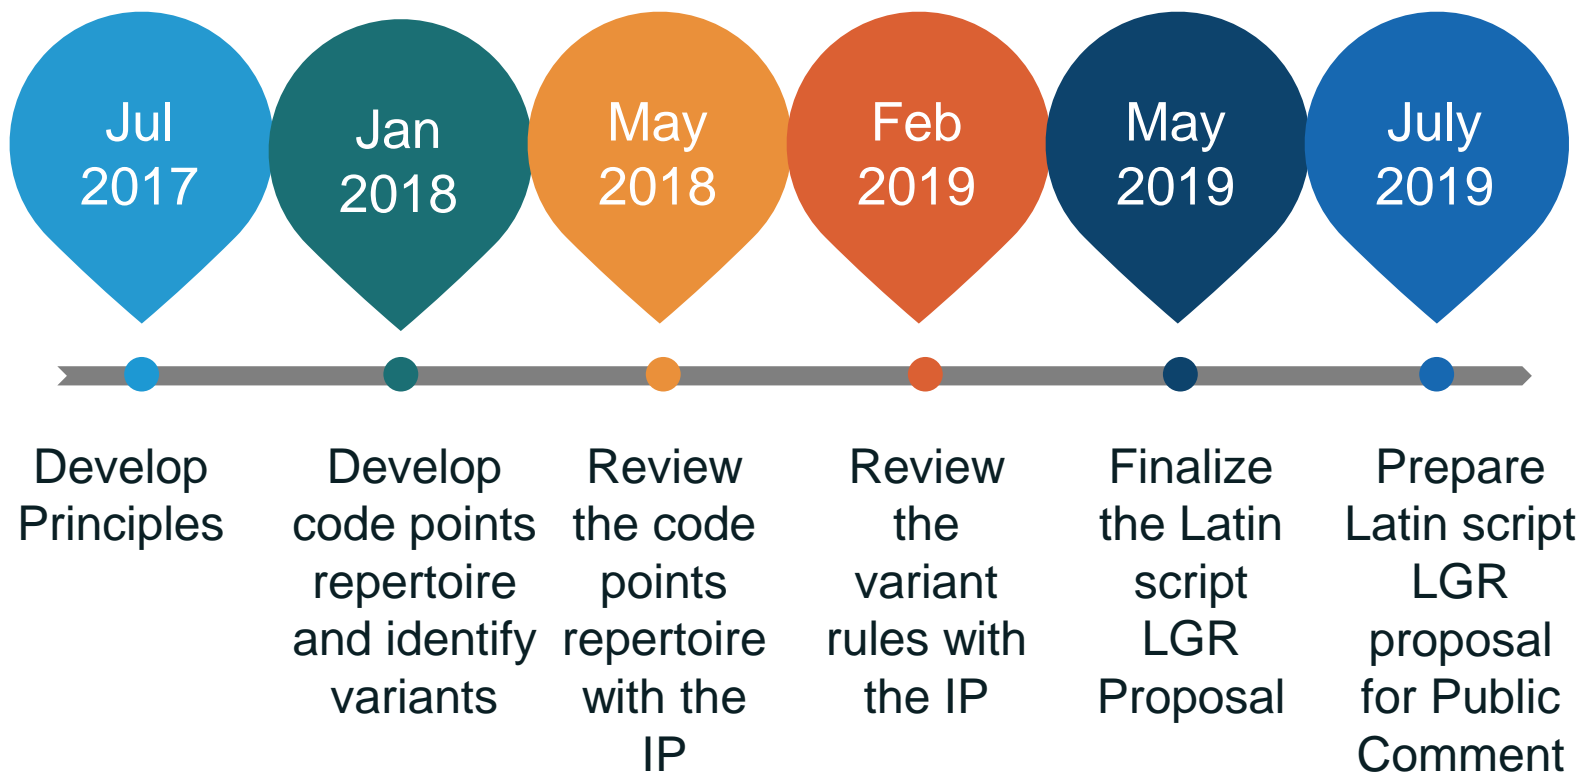 Jul
2017
Jan
2018
May
2018
Feb
2019
May
2019
July
2019
Develop
Principles
Develop
code points
repertoire
and identify
variants
Review
the code
points
repertoire
with the
IP
Review
the
variant
rules with
the IP
Finalize
the Latin
script
LGR
Proposal
Prepare
Latin script
LGR
proposal
for Public
Comment